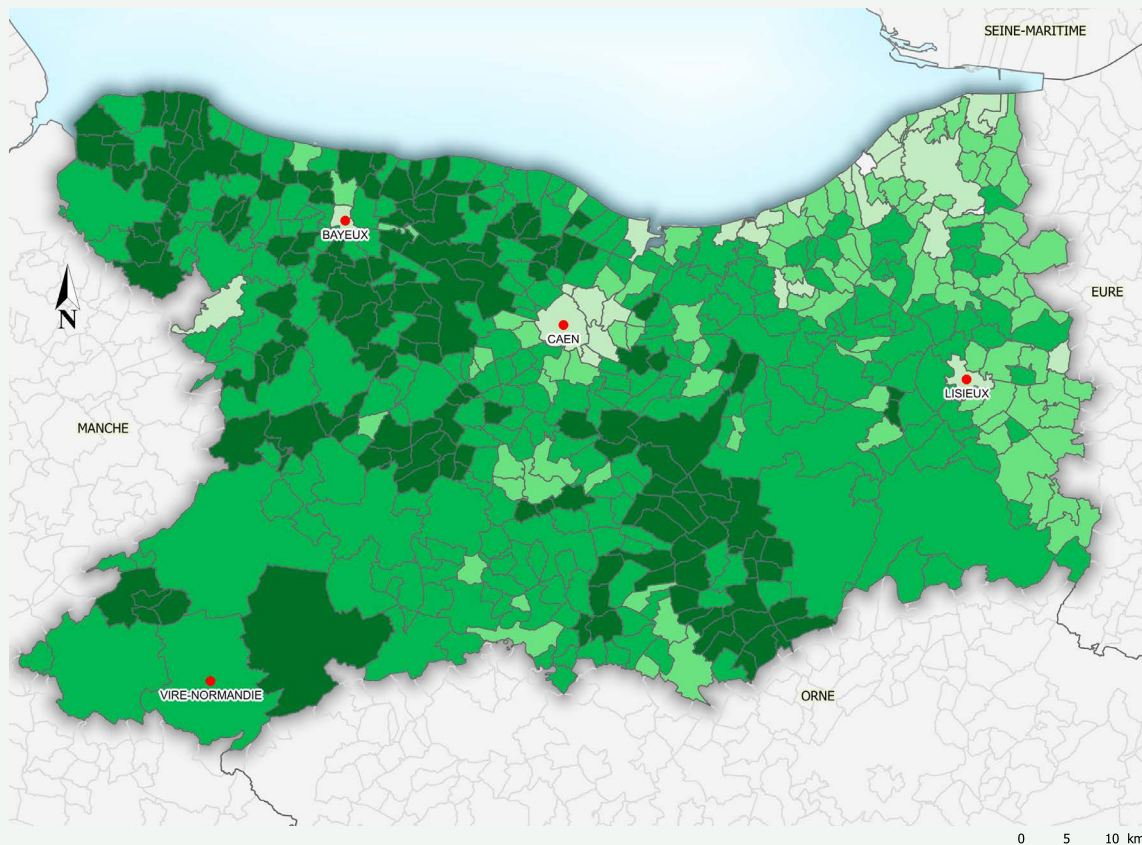 SEINE-MARITIME
BAYEUX
EURE
N
CAEN
LISIEUX
MANCHE
VIRE-NORMANDIE
ORNE
0 5 10 km